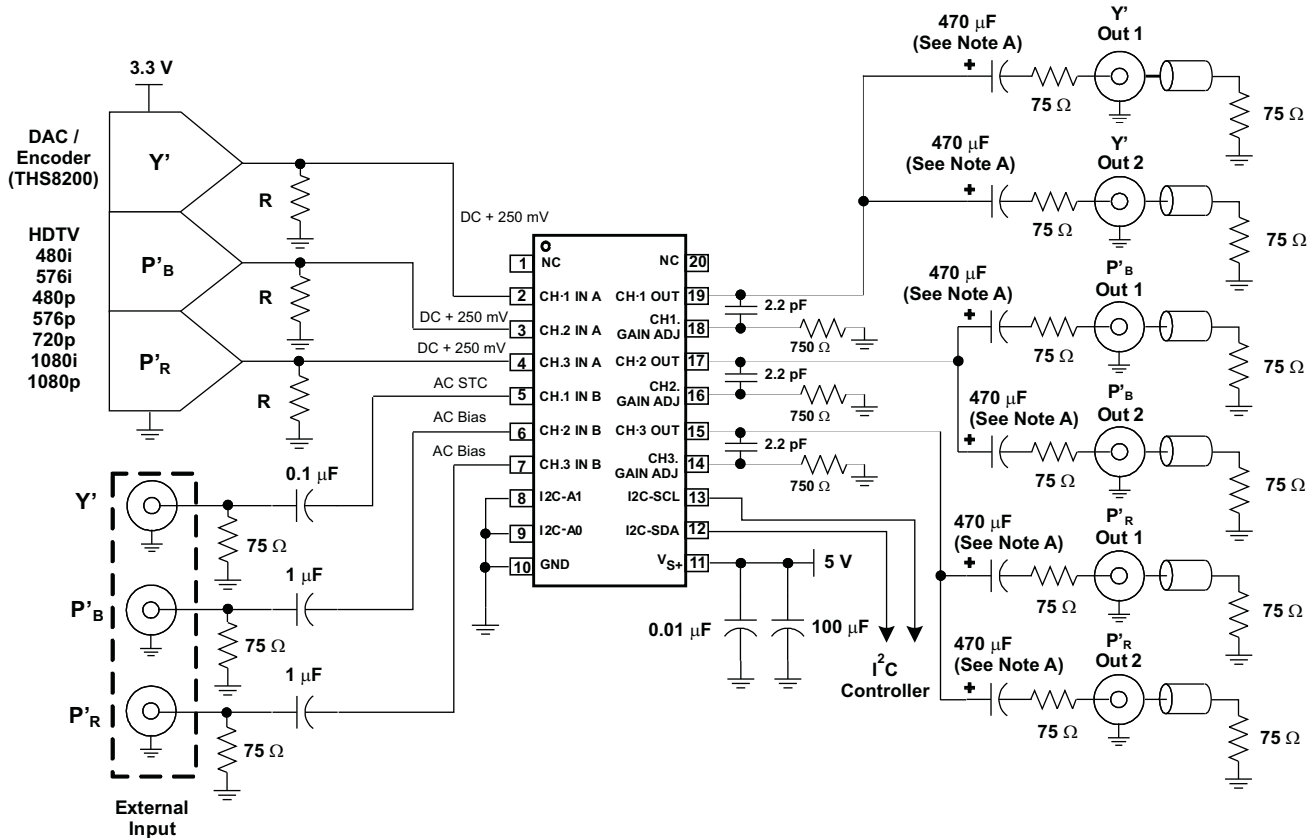 3.3 V
DAC /
Encoder
(THS8200)
HDTV
480i
576i
480p
576p
720p
1080i
1080p
Y'
P'B
P'R
R
R
R
DC + 250 mV
DC + 250 mV
DC + 250 mV
AC STC
AC Bias
AC Bias
Y'
P'B
P'R
75 Ω
75 Ω
75 Ω
0.1 µF
1 µF
1 µF
External
Input
1 NC
2 CH·1 IN A
3 CH.2 IN A
4 CH.3 IN A
5 CH.1 IN B
6 CH·2 IN B
7 CH.3 IN B
8 I2C-A1
9 I2C-A0
10 GND
NC 20
CH·1 OUT 19
CH1.
GAIN ADJ 18
CH·2 OUT 17
CH2.
GAIN ADJ 16
CH·3 OUT 15
CH3.
GAIN ADJ 14
I2C-SCL 13
I2C-SDA 12
VS+ 11
2.2 pF
750 Ω
2.2 pF
750 Ω
2.2 pF
750 Ω
5 V
0.01 µF
100 µF
I2C
Controller
470 µF
(See Note A)
+
75 Ω
Y'
Out 1
75 Ω
470 µF
(See Note A)
+
75 Ω
Y'
Out 2
75 Ω
470 µF
(See Note A)
+
75 Ω
P'B
Out 1
75 Ω
470 µF
(See Note A)
+
75 Ω
P'B
Out 2
75 Ω
470 µF
(See Note A)
+
75 Ω
P'R
Out 1
75 Ω
470 µF
(See Note A)
+
75 Ω
P'R
Out 2
75 Ω